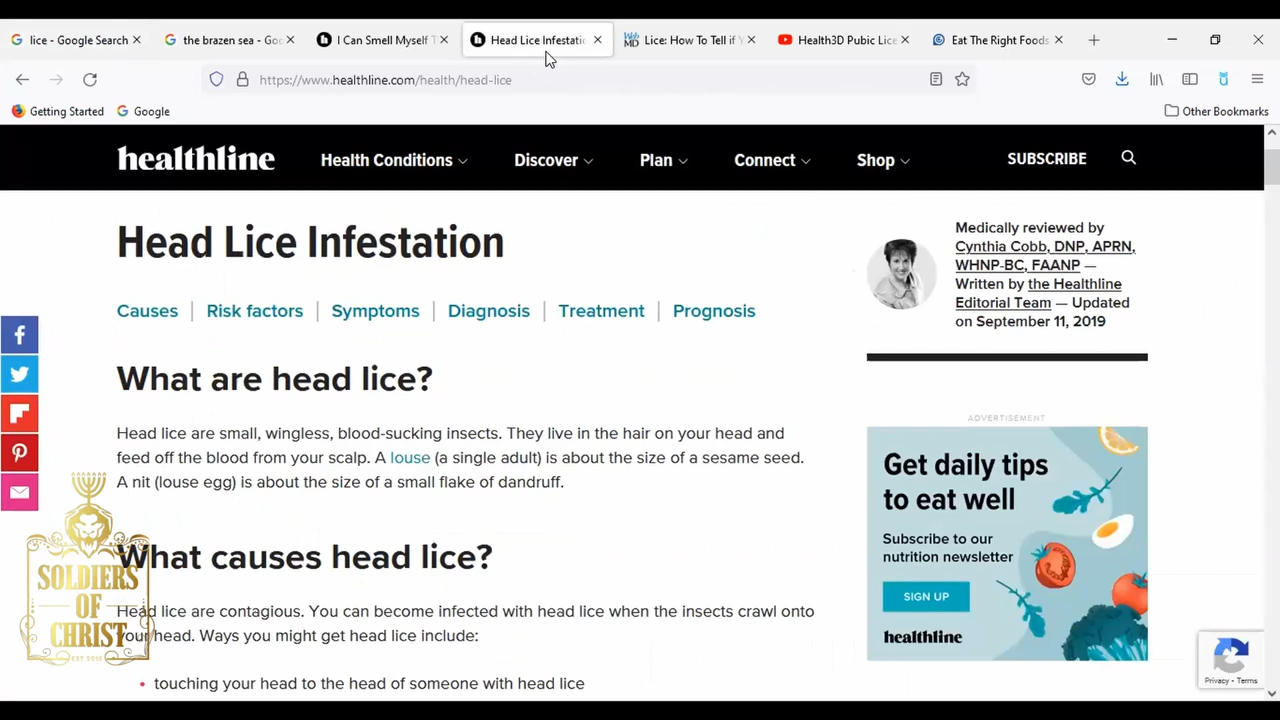 lice - Google Search
the brazen sea - Goo
I Can Smell Myself T
Head Lice Infestatio
WebMD
Lice: How To Tell if Y
Health3D Pubic Lice
Eat The Right Foods
https://www.healthline.com/health/head-lice
Getting Started
Google
Other Bookmarks
healthline
Health Conditions
Discover
Plan
Connect
Shop
SUBSCRIBE
Head Lice Infestation
Causes | Risk factors | Symptoms | Diagnosis | Treatment | Prognosis
What are head lice?
Head lice are small, wingless, blood-sucking insects. They live in the hair on your head and
feed off the blood from your scalp. A louse (a single adult) is about the size of a sesame seed.
A nit (louse egg) is about the size of a small flake of dandruff.
What causes head lice?
Head lice are contagious. You can become infected with head lice when the insects crawl onto
your head. Ways you might get head lice include:
• touching your head to the head of someone with head lice
Medically reviewed by
Cynthia Cobb, DNP, APRN,
WHNP-BC, FAANP —
Written by the Healthline
Editorial Team — Updated
on September 11, 2019
ADVERTISEMENT
Get daily tips
to eat well
Subscribe to our
nutrition newsletter
SIGN UP
healthline
Privacy - Terms
SOLDIERS
OF
CHRIST